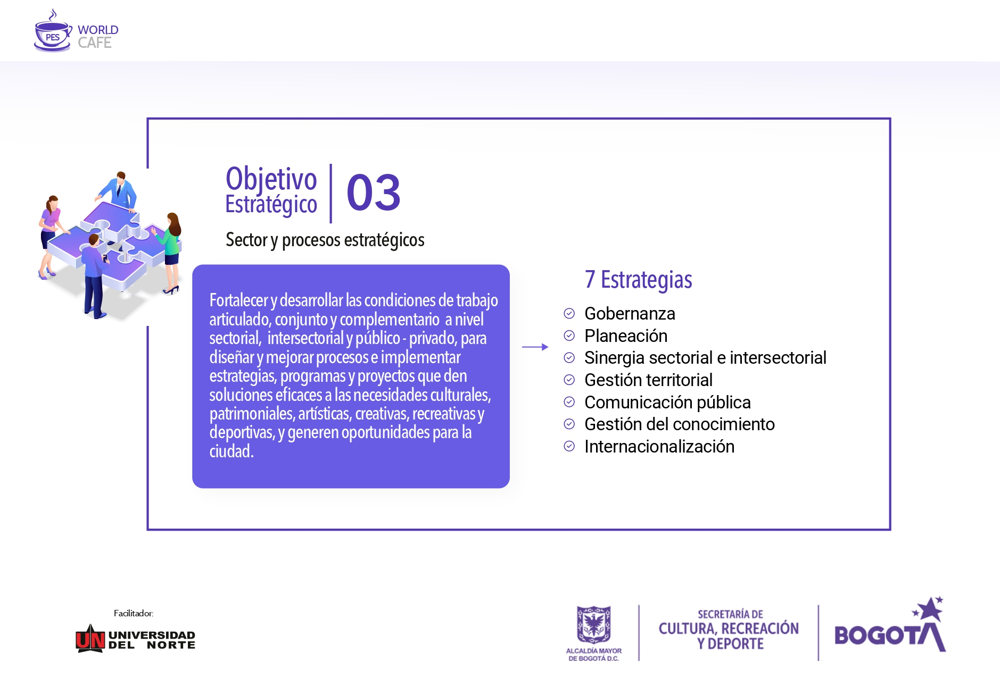 PES
WORLD
CAFÉ
Objetivo
Estratégico
03
Sector y procesos estratégicos
Fortalecer y desarrollar las condiciones de trabajo
articulado, conjunto y complementario  a nivel
sectorial,  intersectorial y público - privado, para
diseñar y mejorar procesos e implementar
estrategias, programas y proyectos que den
soluciones eficaces a las necesidades culturales,
patrimoniales, artísticas, creativas, recreativas y
deportivas, y generen oportunidades para la
ciudad.
7 Estrategias
Gobernanza
Planeación
Sinergia sectorial e intersectorial
Gestión territorial
Comunicación pública
Gestión del conocimiento
Internacionalización
Facilitador:
UN
UNIVERSIDAD
DEL NORTE
ALCALDÍA MAYOR
DE BOGOTÁ D.C.
SECRETARÍA DE
CULTURA, RECREACIÓN
Y DEPORTE
BOGOTÁ